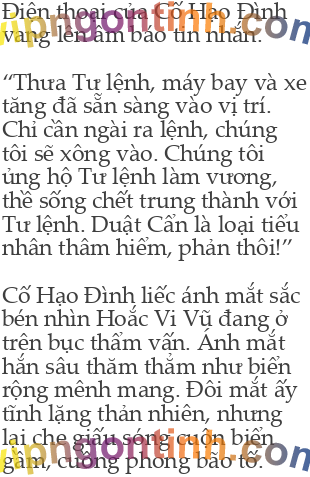 Điện thoại của Cố Hạo Đình
vang lên âm báo tin nhắn.
“Thưa Tư lệnh, máy bay và xe
tăng đã sẵn sàng vào vị trí.
Chỉ cần ngài ra lệnh, chúng
tôi sẽ xông vào. Chúng tôi
ủng hộ Tư lệnh làm vương,
thề sống chết trung thành với
Tư lệnh. Duật Cẩn là loại tiểu
nhân thâm hiểm, phản thôi!”
Cố Hạo Đình liếc ánh mắt sắc
bén nhìn Hoắc Vi Vũ đang ở
trên bục thẩm vấn. Ánh mắt
hắn sâu thăm thẳm như biển
rộng mênh mang. Đôi mắt ấy
tĩnh lặng thản nhiên, nhưng
lại che giấu sóng cuộn biển
gầm, cuồng phong bão tố.
vipngontinh.com
vipngontinh.com